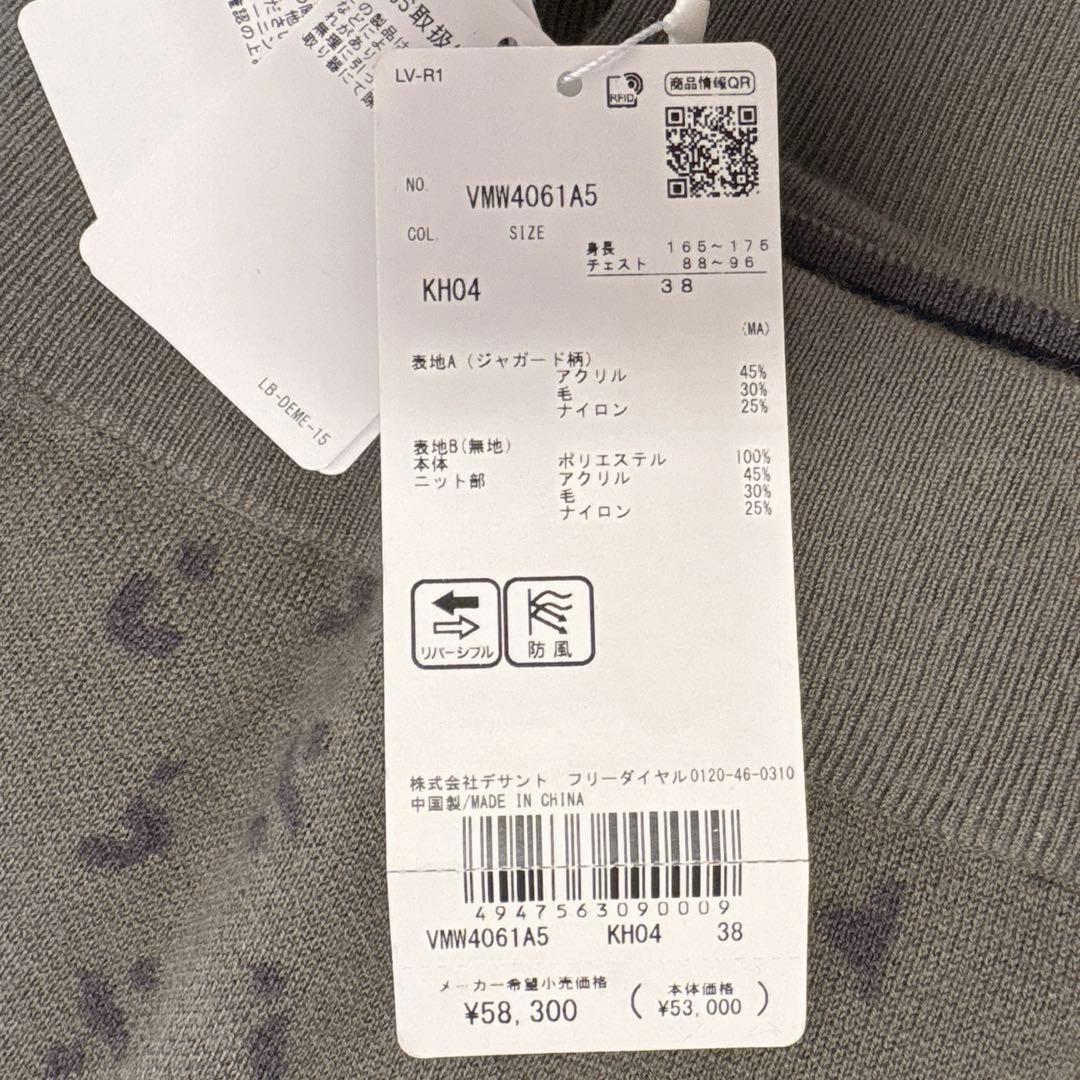 S取扱
LB-DEME-15
LV-R1
RFID
商品情報QR
NO. VMW4061A5
COL. SIZE
身長 165~175
チェスト 88~96
KH04 38
(MA)
表地A (ジャガード柄)
アクリル 45%
毛 30%
ナイロン 25%
表地B(無地)
本体 ポリエステル 100%
ニット部 アクリル 45%
毛 30%
ナイロン 25%
リバーシブル
防風
株式会社デサント フリーダイヤル0120-46-0310
中国製/MADE IN CHINA
4947563090009
VMW4061A5 KH04 38
メーカー希望小売価格
¥58,300
(本体価格 ¥53,000)